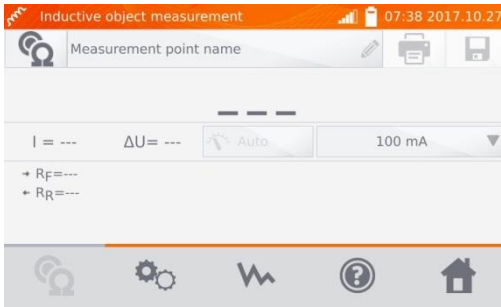 Inductive object measurement 07:38 2017.10.27
Measurement point name
---
I = --- ΔU= --- Auto 100 mA
RF=---
RR=---